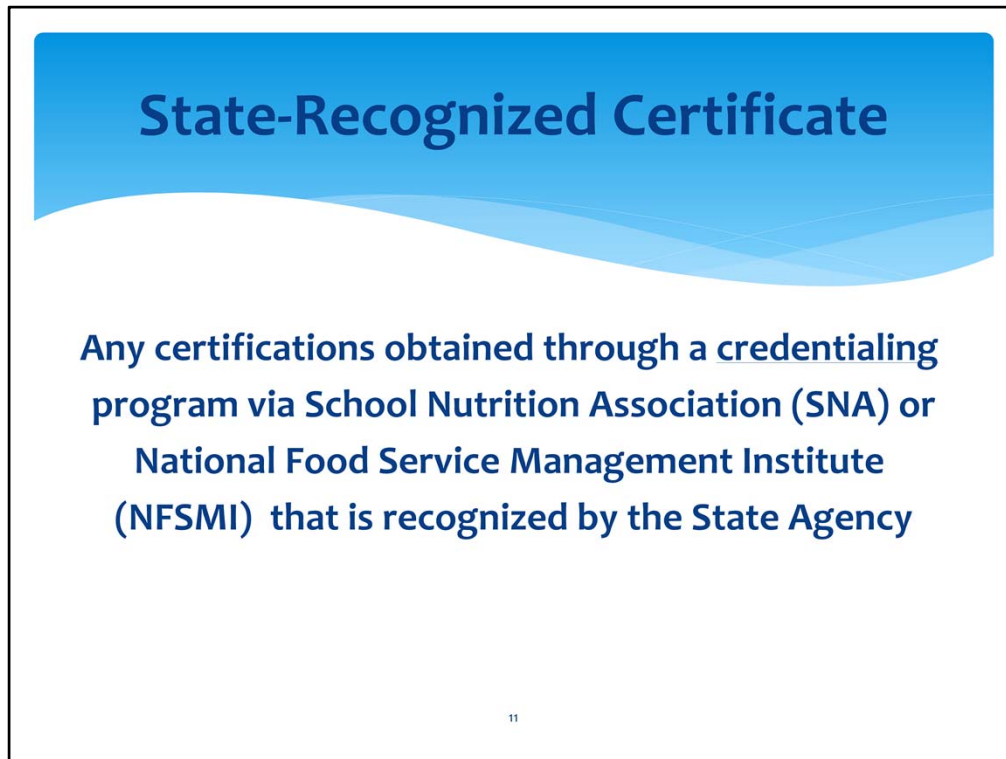 State-Recognized Certificate
Any certifications obtained through a credentialing
program via School Nutrition Association (SNA) or
National Food Service Management Institute
(NFSMI)  that is recognized by the State Agency
11